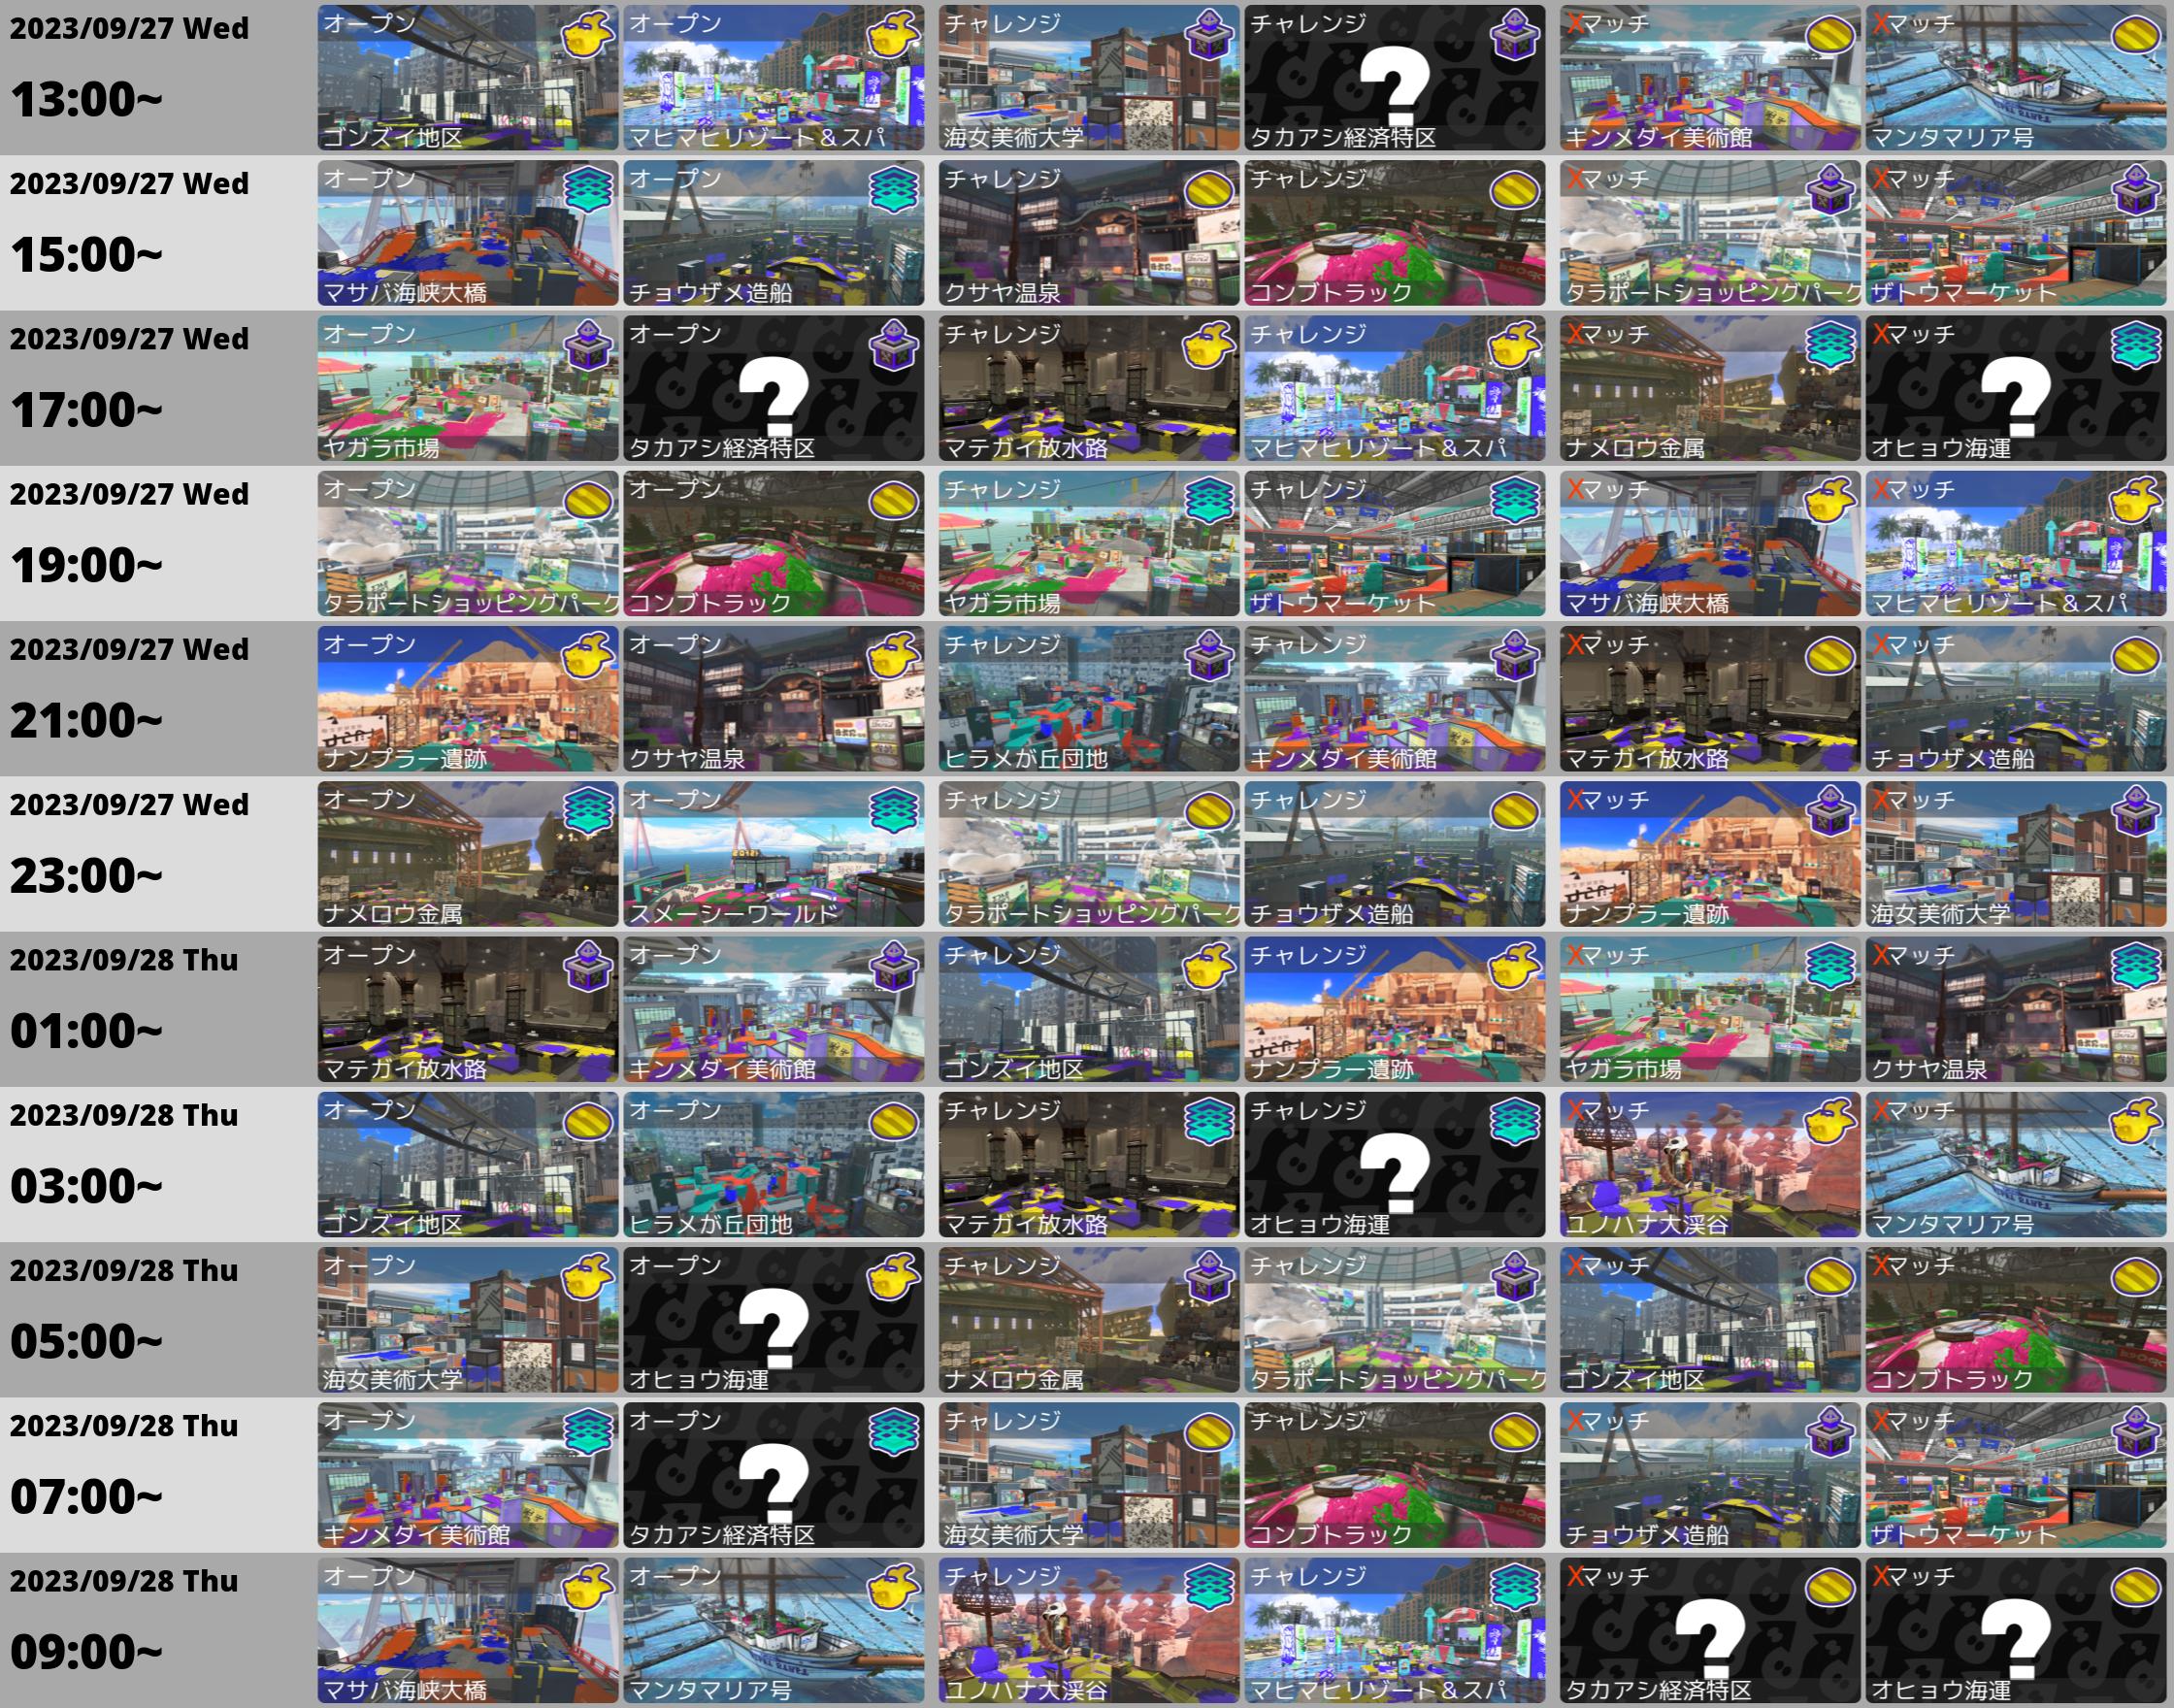 2023/09/27 Wed
13:00~
オープン
ゴンズイ地区
オープン
マヒマヒリゾート＆スパ
チャレンジ
海女美術大学
チャレンジ
?
タカアシ経済特区
Xマッチ
キンメダイ美術館
Xマッチ
マンタマリア号
2023/09/27 Wed
15:00~
オープン
マサバ海峡大橋
オープン
チョウザメ造船
チャレンジ
クサヤ温泉
チャレンジ
コンブトラック
Xマッチ
タラポートショッピングパーク
Xマッチ
ザトウマーケット
2023/09/27 Wed
17:00~
オープン
ヤガラ市場
オープン
?
タカアシ経済特区
チャレンジ
マテガイ放水路
チャレンジ
マヒマヒリゾート＆スパ
Xマッチ
ナメロウ金属
Xマッチ
?
オヒョウ海運
2023/09/27 Wed
19:00~
オープン
タラポートショッピングパーク
オープン
コンブトラック
チャレンジ
ヤガラ市場
チャレンジ
ザトウマーケット
Xマッチ
マサバ海峡大橋
Xマッチ
マヒマヒリゾート＆スパ
2023/09/27 Wed
21:00~
オープン
ナンプラー遺跡
オープン
クサヤ温泉
チャレンジ
ヒラメが丘団地
チャレンジ
キンメダイ美術館
Xマッチ
マテガイ放水路
Xマッチ
チョウザメ造船
2023/09/27 Wed
23:00~
オープン
ナメロウ金属
オープン
スメーシーワールド
チャレンジ
タラポートショッピングパーク
チャレンジ
チョウザメ造船
Xマッチ
ナンプラー遺跡
Xマッチ
海女美術大学
2023/09/28 Thu
01:00~
オープン
マテガイ放水路
オープン
キンメダイ美術館
チャレンジ
ゴンズイ地区
チャレンジ
ナンプラー遺跡
Xマッチ
ヤガラ市場
Xマッチ
クサヤ温泉
2023/09/28 Thu
03:00~
オープン
ゴンズイ地区
オープン
ヒラメが丘団地
チャレンジ
マテガイ放水路
チャレンジ
?
オヒョウ海運
Xマッチ
ユノハナ大渓谷
Xマッチ
マンタマリア号
2023/09/28 Thu
05:00~
オープン
海女美術大学
オープン
?
オヒョウ海運
チャレンジ
ナメロウ金属
チャレンジ
タラポートショッピングパーク
Xマッチ
ゴンズイ地区
Xマッチ
コンブトラック
2023/09/28 Thu
07:00~
オープン
キンメダイ美術館
オープン
?
タカアシ経済特区
チャレンジ
海女美術大学
チャレンジ
コンブトラック
Xマッチ
チョウザメ造船
Xマッチ
ザトウマーケット
2023/09/28 Thu
09:00~
オープン
マサバ海峡大橋
オープン
マンタマリア号
チャレンジ
ユノハナ大渓谷
チャレンジ
マヒマヒリゾート＆スパ
Xマッチ
?
タカアシ経済特区
Xマッチ
?
オヒョウ海運